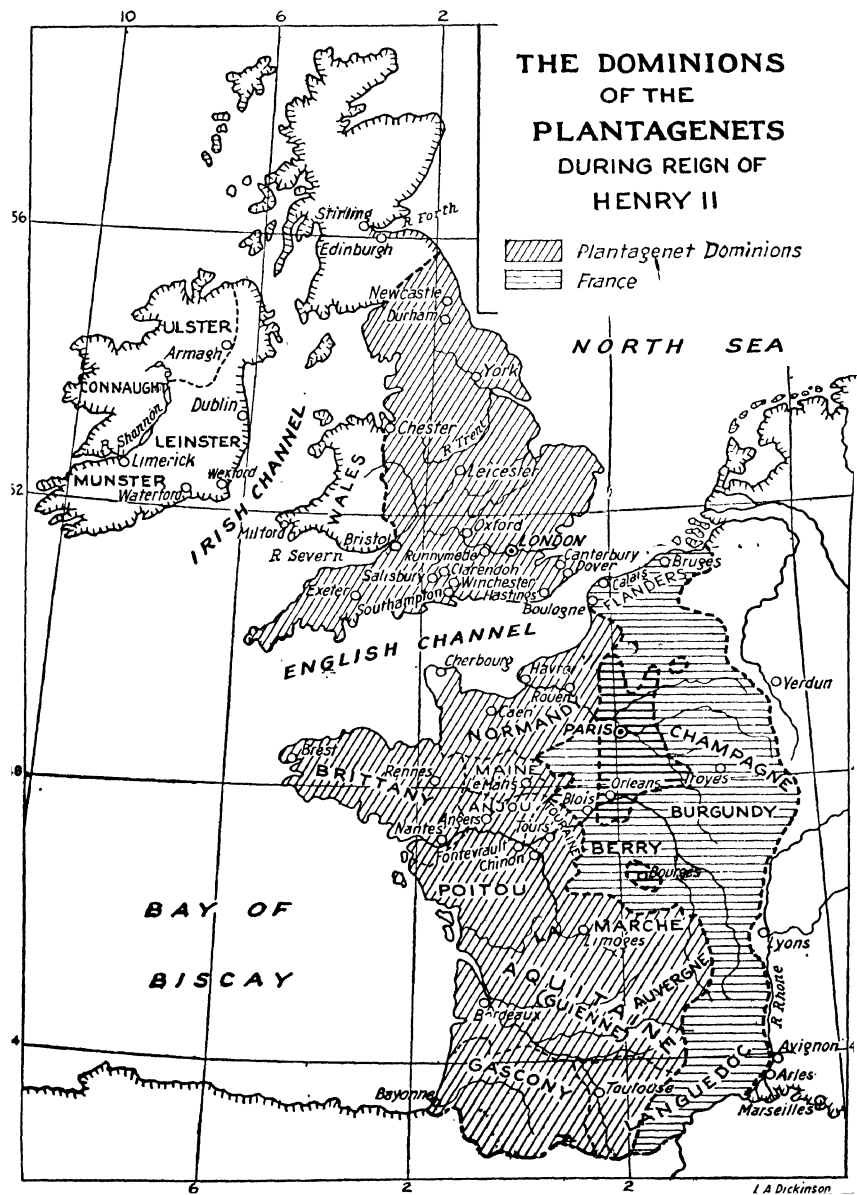 10 6 2
THE DOMINIONS
OF THE
PLANTAGENETS
DURING REIGN OF
HENRY II
Plantagenet Dominions
France
56
Stirling
R Forth
Edinburgh
Newcastle
Durham
NORTH SEA
ULSTER
Armagh
York
CONNAUGHT
Dublin
R Shannon
LEINSTER
Chester
R Trent
Limerick
Wexford
MUNSTER
Waterford
IRISH CHANNEL
WALES
Leicester
52
Milford
Oxford
Bristol
LONDON
R Severn
Runnymede
Canterbury
Dover
Bruges
Clarendon
Salisbury
Winchester
Calais
FLANDERS
Exeter
Southampton
Hastings
Boulogne
ENGLISH CHANNEL
Cherbourg
Havre
Rouen
Verdun
Caen
NORMANDY
PARIS
CHAMPAGNE
Brest
BRITTANY
Rennes
MAINE
Le Mans
Orleans
Troyes
ANJOU
Blois
BURGUNDY
Angers
TOURAINE
Nantes
Tours
Fontevrault
Chinon
BERRY
Bourges
POITOU
BAY OF
BISCAY
LA MARCHE
Limoges
Lyons
AQUITAINE
AUVERGNE
GUIENNE
R Rhone
Bordeaux
4
Avignon
GASCONY
LANGUEDOC
Arles
Bayonne
Toulouse
Marseilles
6 2 2
L A Dickinson